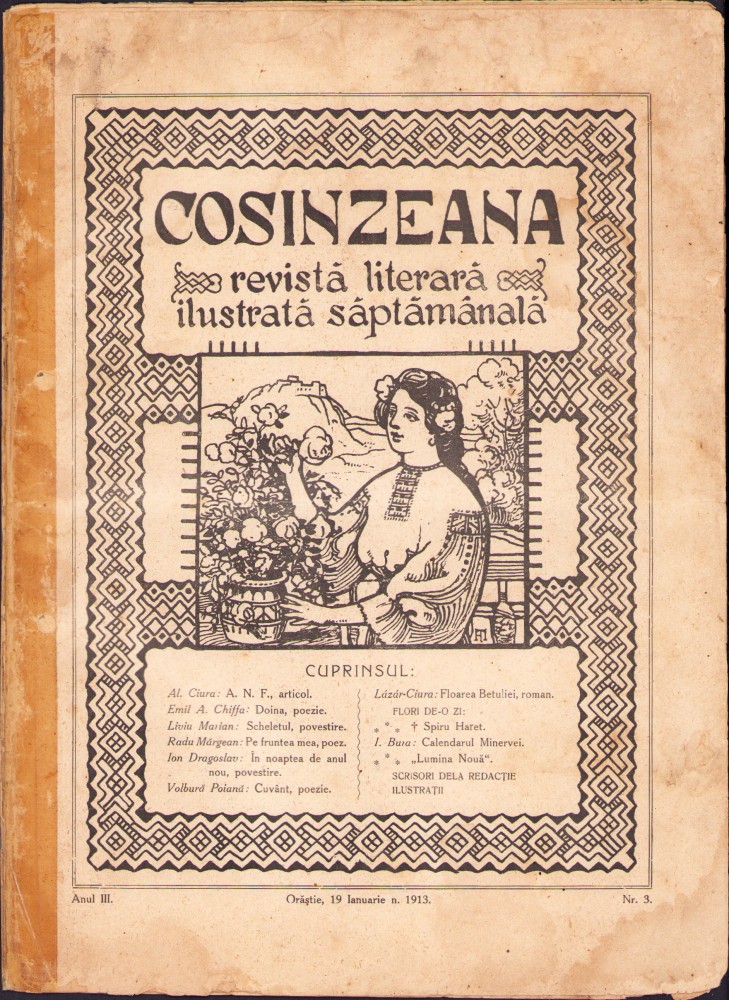 COSINZEANA
revistă literară
ilustrată săptămânală
CUPRINSUL:
Al. Ciura: A. N. F., articol.
Emil A. Chiffa: Doina, poezie.
Liviu Marian: Scheletul, povestire.
Radu Mărgean: Pe fruntea mea, poez.
Ion Dragoslav: În noaptea de anul
nou, povestire.
Volbură Poiană: Cuvânt, poezie.
Lázár-Ciura: Floarea Betuliei, roman.
FLORI DE-O ZI:
* * * † Spiru Haret.
I. Bura: Calendarul Minervei.
* * * „Lumina Nouă“.
SCRISORI DELA REDACȚIE
ILUSTRAȚII
Anul III.
Orăștie, 19 Ianuarie n. 1913.
Nr. 3.